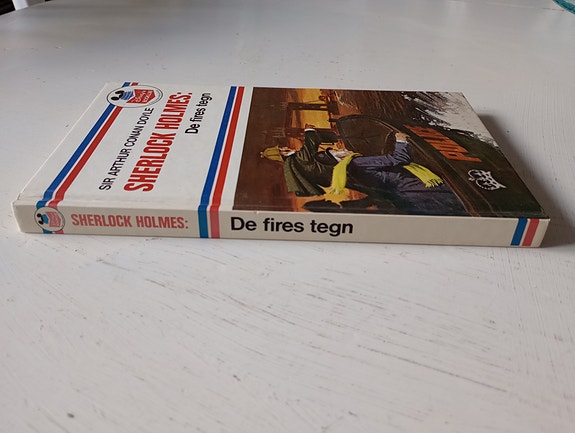 SIR ARTHUR CONAN DOYLE
SHERLOCK HOLMES:
De fires tegn
SHERLOCK HOLMES:
De fires tegn